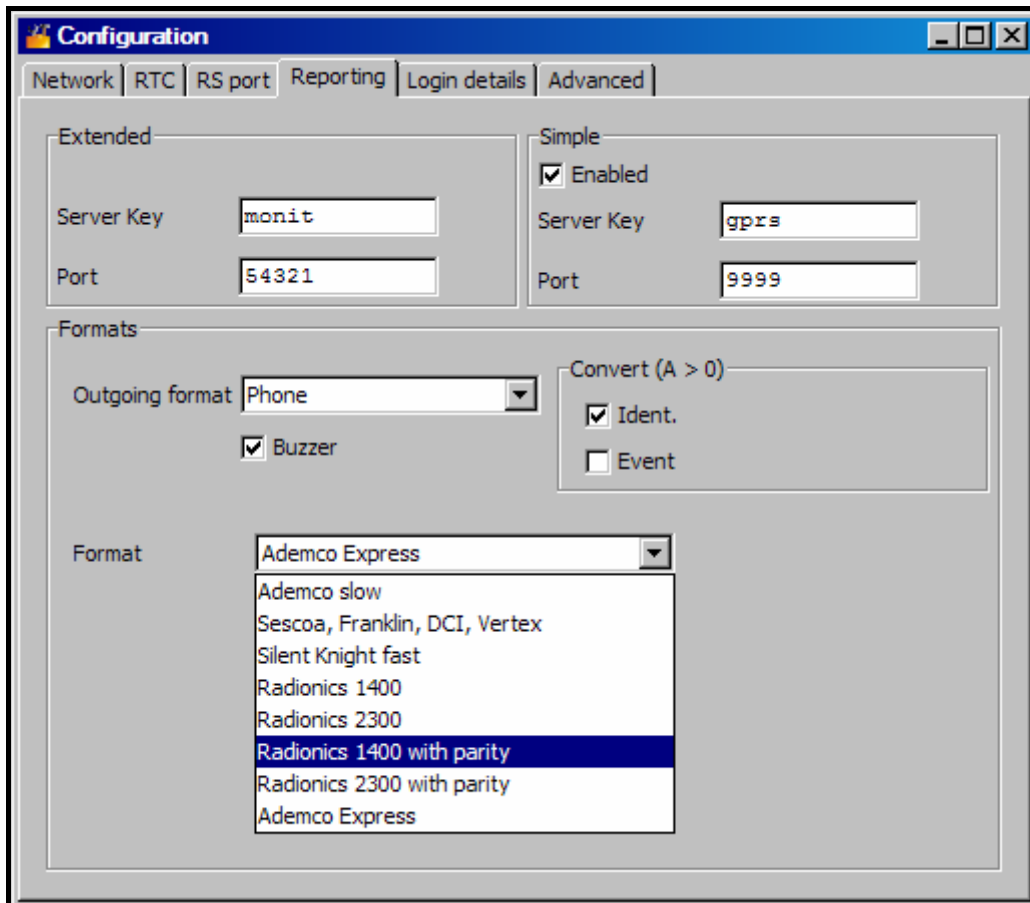 Configuration
Network RTC RS port Reporting Login details Advanced
Extended
Server Key monit
Port 54321
Simple
Enabled
Server Key gprs
Port 9999
Formats
Outgoing format Phone
Buzzer
Convert (A > 0)
Ident.
Event
Format Ademco Express
Ademco slow
Sescoa, Franklin, DCI, Vertex
Silent Knight fast
Radionics 1400
Radionics 2300
Radionics 1400 with parity
Radionics 2300 with parity
Ademco Express